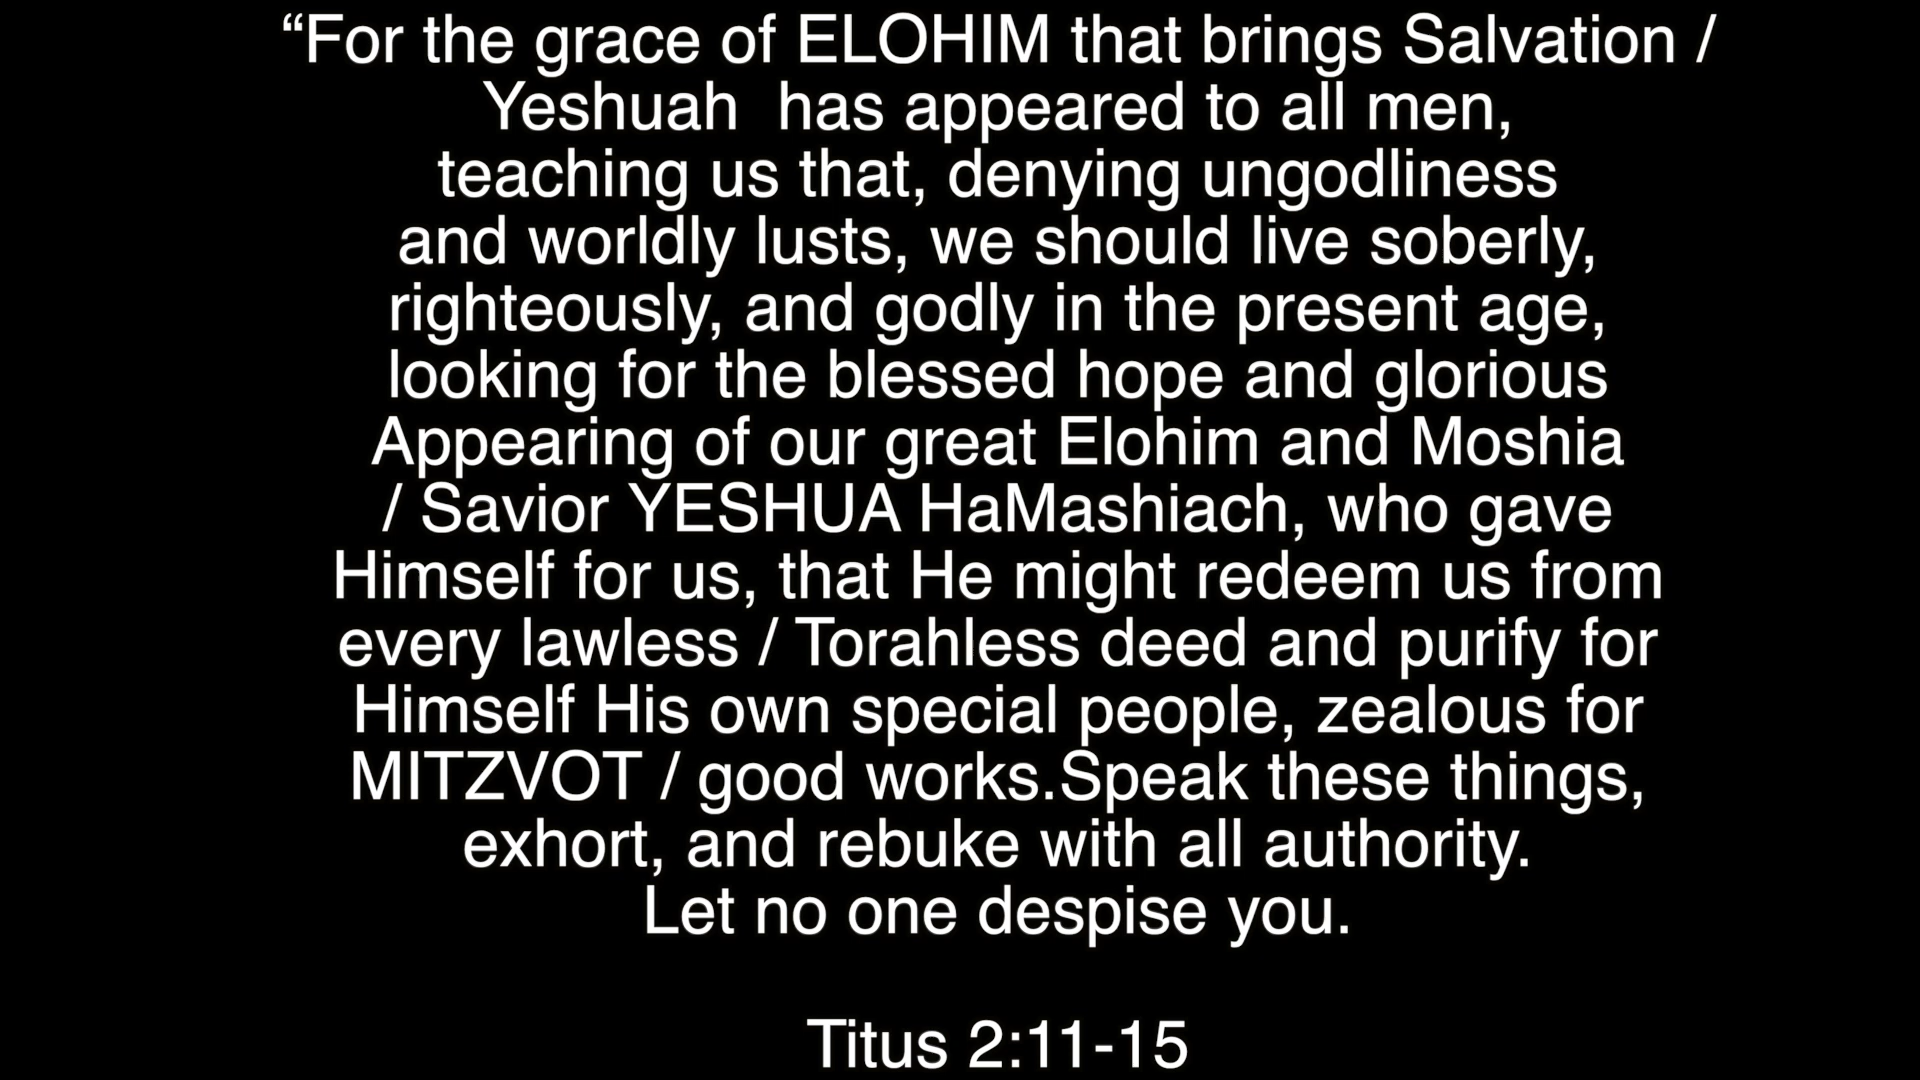 “For the grace of ELOHIM that brings Salvation /
Yeshuah  has appeared to all men,
teaching us that, denying ungodliness
and worldly lusts, we should live soberly,
righteously, and godly in the present age,
looking for the blessed hope and glorious
Appearing of our great Elohim and Moshia
/ Savior YESHUA HaMashiach, who gave
Himself for us, that He might redeem us from
every lawless / Torahless deed and purify for
Himself His own special people, zealous for
MITZVOT / good works.Speak these things,
exhort, and rebuke with all authority.
Let no one despise you.
Titus 2:11-15